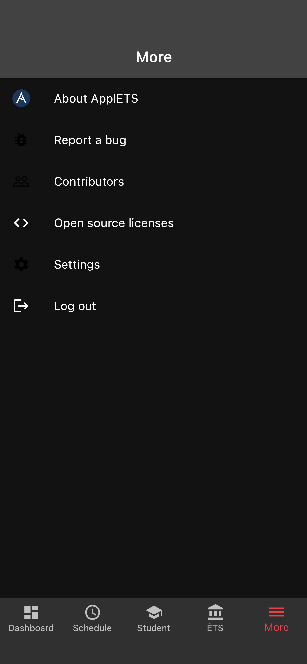 More
About ApplETS
Report a bug
Contributors
Open source licenses
Settings
Log out
Dashboard
Schedule
Student
ETS
More